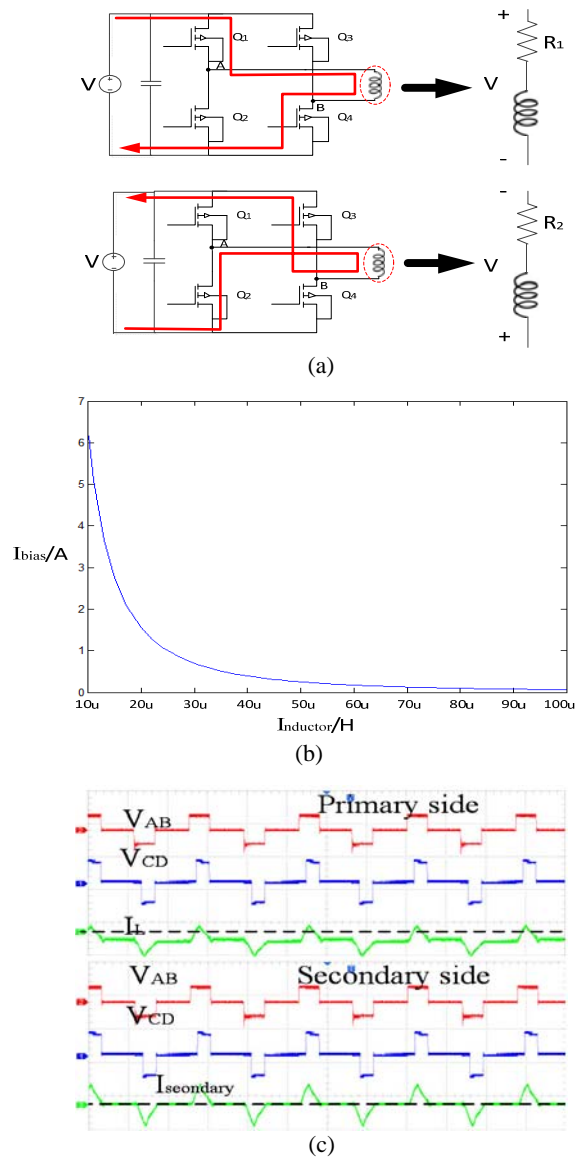 +
Q1 Q3 R1
A
V V
B
Q2 Q4
-
-
Q1 Q3 R2
A
V V
B
Q2 Q4
+
(a)
7
6
5
4
Ibias/A
3
2
1
0
10u 20u 30u 40u 50u 60u 70u 80u 90u 100u
Inductor/H
(b)
VAB Primary side
VCD
IL
VAB Secondary side
VCD
Isecondary
(c)